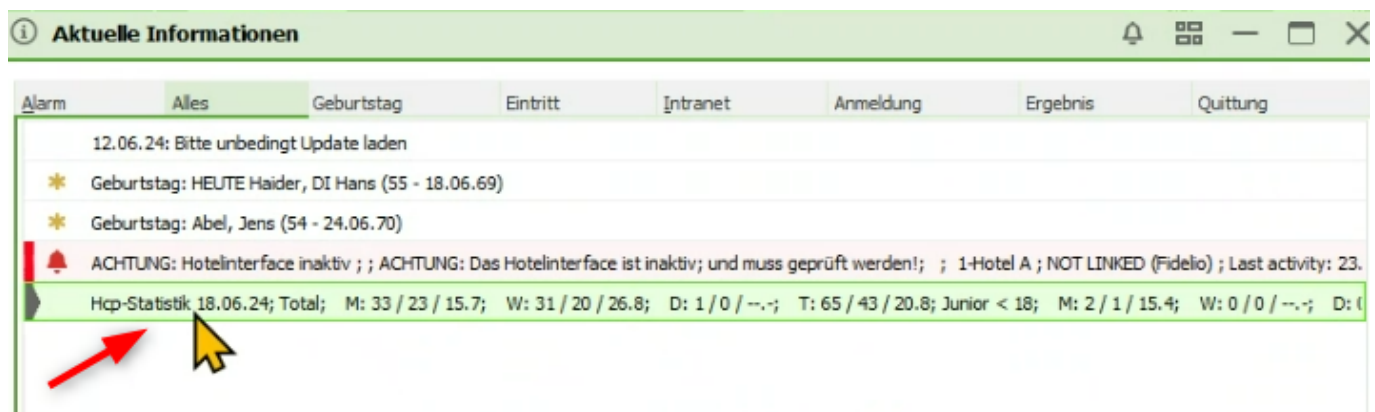 Aktuelle Informationen
Alarm Alles Geburtstag Eintritt Intranet Anmeldung Ergebnis Quittung
12.06.24: Bitte unbedingt Update laden
Geburtstag: HEUTE Haider, DI Hans (55 - 18.06.69)
Geburtstag: Abel, Jens (54 - 24.06.70)
ACHTUNG: Hotelinterface inaktiv ; ; ACHTUNG: Das Hotelinterface ist inaktiv; und muss geprüft werden!; ; 1-Hotel A ; NOT LINKED (Fidelio) ; Last activity: 23.
Hcp-Statistik 18.06.24; Total; M: 33 / 23 / 15.7; W: 31 / 20 / 26.8; D: 1 / 0 / --.-; T: 65 / 43 / 20.8; Junior < 18; M: 2 / 1 / 15.4; W: 0 / 0 / --.-; D: